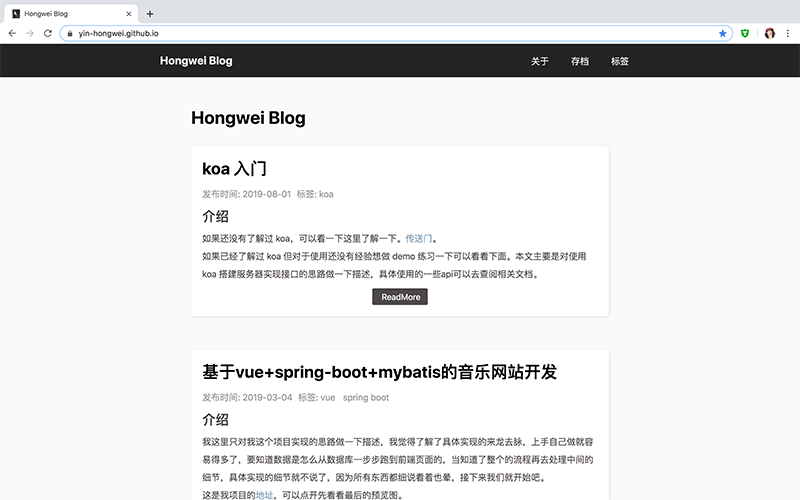 Hongwei Blog
yin-hongwei.github.io
Hongwei Blog 关于 存档 标签
Hongwei Blog
koa 入门
发布时间: 2019-08-01 标签: koa
介绍
如果还没有了解过 koa，可以看一下这里了解一下。传送门。
如果已经了解过 koa 但对于使用还没有经验想做 demo 练习一下可以看看下面。本文主要是对使用
koa 搭建服务器实现接口的思路做一下描述，具体使用的一些api可以去查阅相关文档。
ReadMore
基于vue+spring-boot+mybatis的音乐网站开发
发布时间: 2019-03-04 标签: vue spring boot
介绍
我这里只对我这个项目实现的思路做一下描述，我觉得了解了具体实现的来龙去脉，上手自己做就容
易得多了，要知道数据是怎么从数据库一步步跑到前端页面的，当知道了整个的流程再去处理中间的
细节，具体实现的细节就不说了，因为所有东西都细说看着也晕，接下来我们就开始吧。
这是我项目的地址，可以点开先看看最后的预览图。